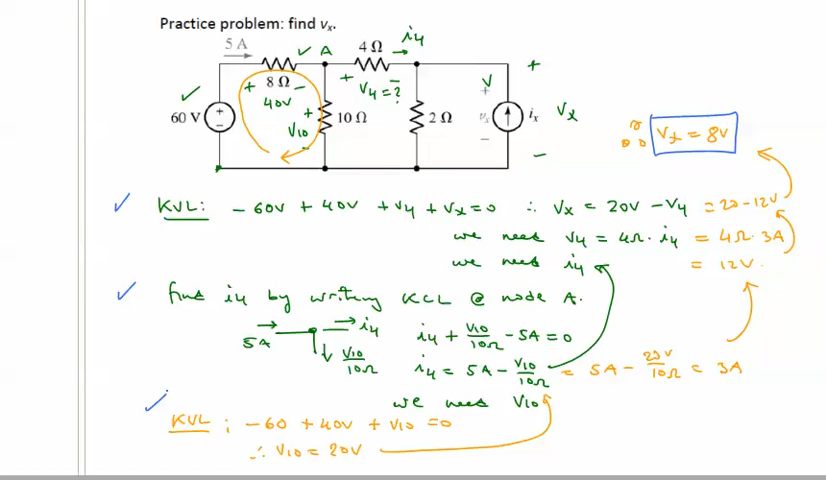 Practice problem: find vx.
5 A
A
4 Ω
i4
+
8 Ω
+ −
40V
+ V4 = ? −
V
+
60 V
+
V10
−
10 Ω
2 Ω
vx
−
ix
Vx
−
∴ Vx = 8V
KVL: − 60V + 40V + V4 + Vx = 0 ∴ Vx = 20V − V4 = 20 − 12V
we need V4 = 4Ω · i4 = 4Ω · 3A
we need i4 = 12V.
find i4 by writing KCL @ node A.
5A → i4 i4 + V10/10Ω − 5A = 0
↓ V10/10Ω i4 = 5A − V10/10Ω = 5A − 20V/10Ω = 3A
we need V10
KVL: −60 + 40V + V10 = 0
∴ V10 = 20V